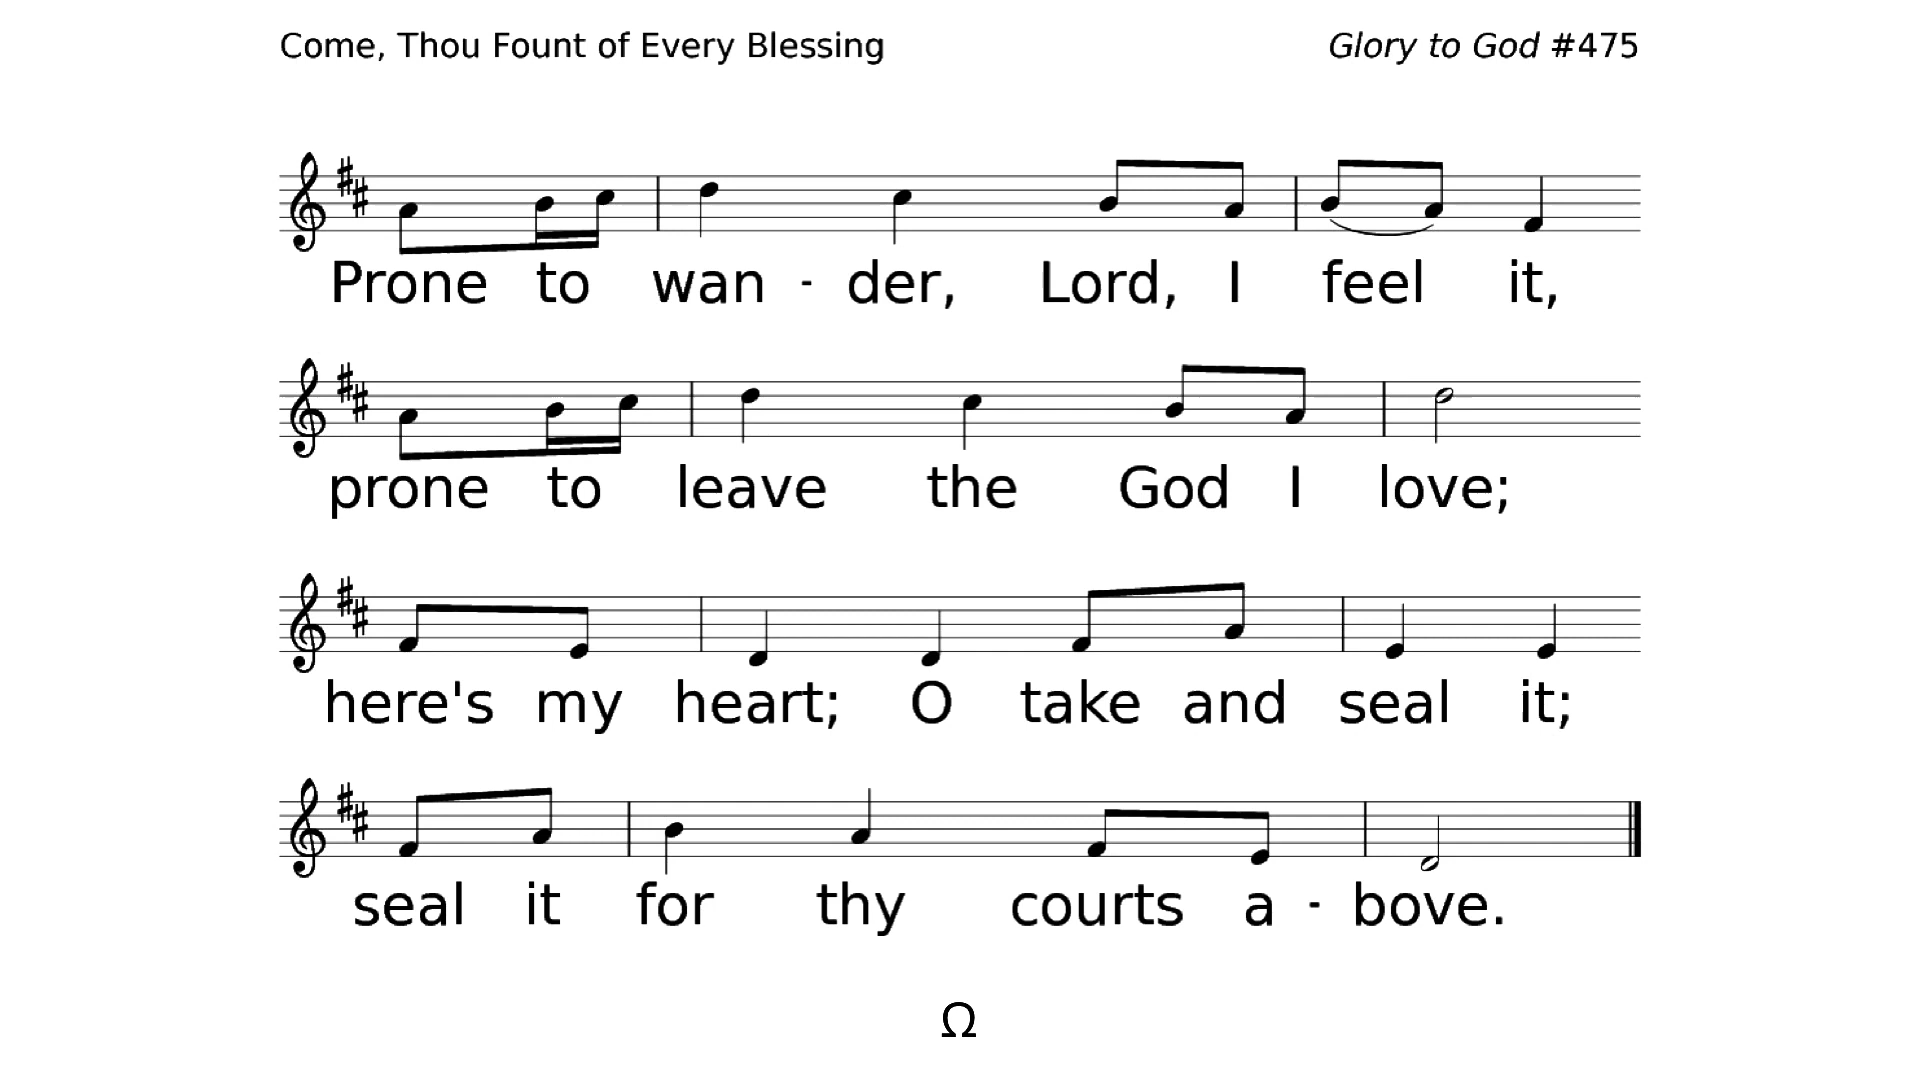 Come, Thou Fount of Every Blessing Glory to God #475
Prone to wan - der, Lord, I feel it,
prone to leave the God I love;
here's my heart; O take and seal it;
seal it for thy courts a - bove.
Ω